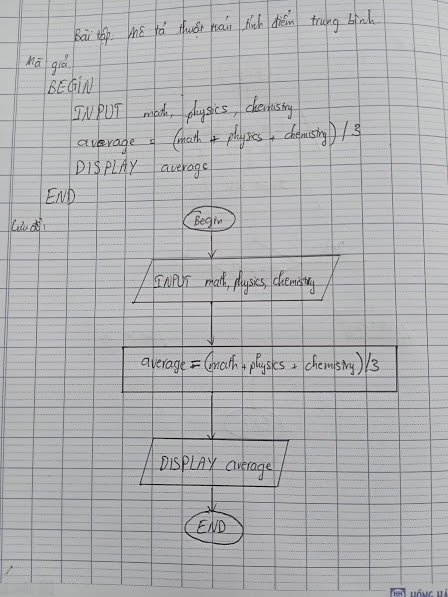 Bài tập. Mô tả thuật toán tính điểm trung bình
Mã giả
BEGIN
INPUT math, physics, chemistry
average = (math + physics + chemistry) / 3
DISPLAY average
END
Lưu đồ:
Begin
INPUT math, physics, chemistry
average = (math + physics + chemistry) / 3
DISPLAY average
END
HỒNG HÀ